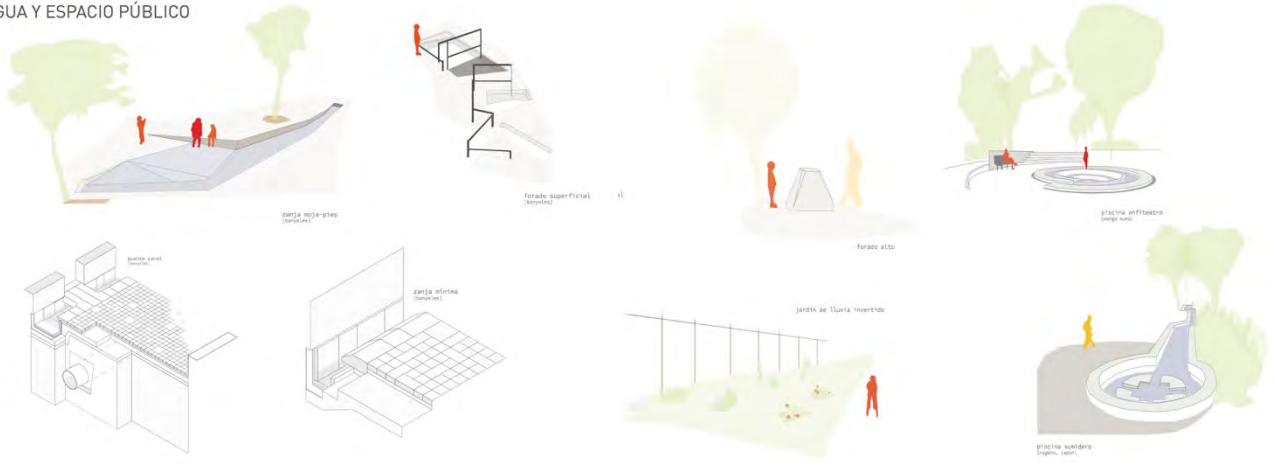 GUA Y ESPACIO PÚBLICO
zanja moja-pies
[banyoles]
forado superficial
[banyoles]
forado alto
piscina anfiteatro
puente canal
[banyoles]
zanja mínima
[banyoles]
jardín de lluvia invertido
piscina sumidero